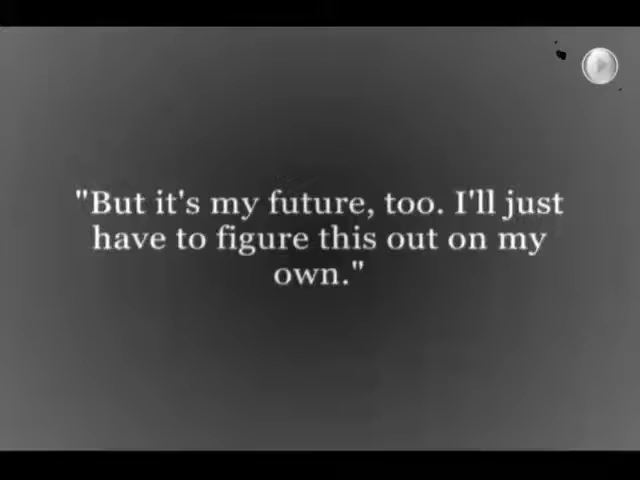 "But it's my future, too. I'll just
have to figure this out on my
own."